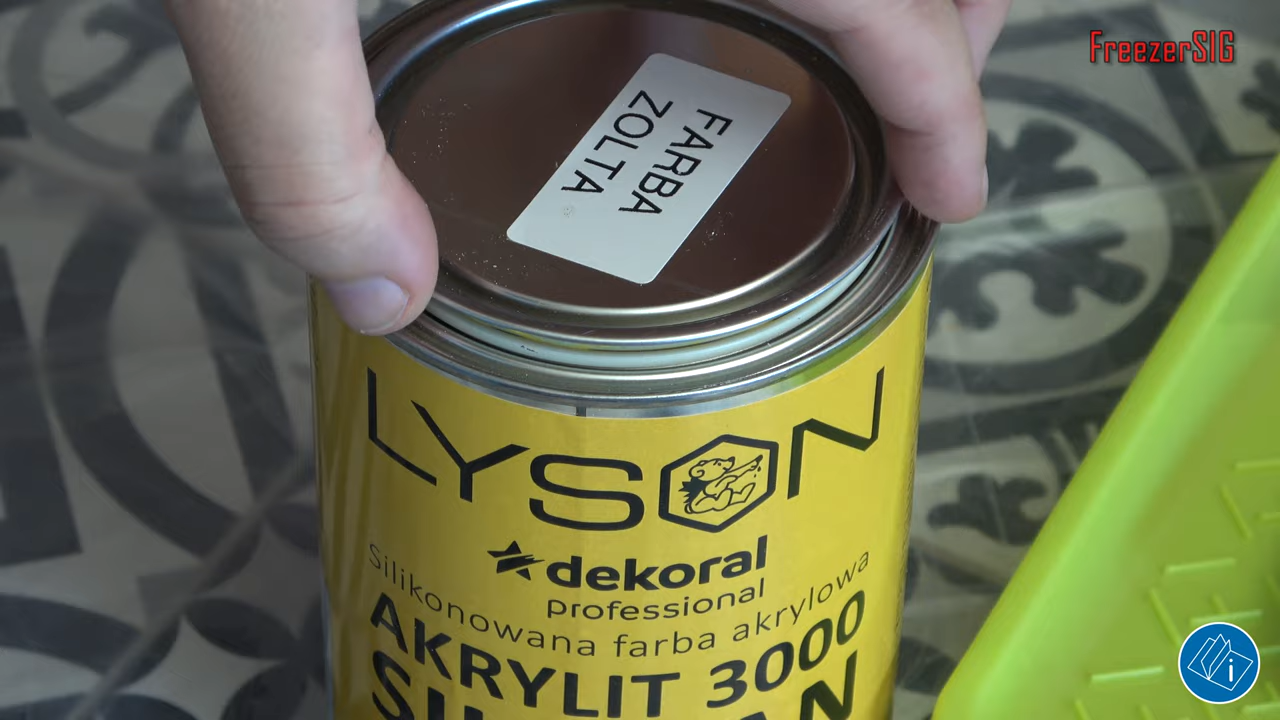 FreezerSIG
FARBA
ZOLTA
LYSON
dekoral
professional
Silikonowana farba akrylowa
AKRYLIT 3000
i